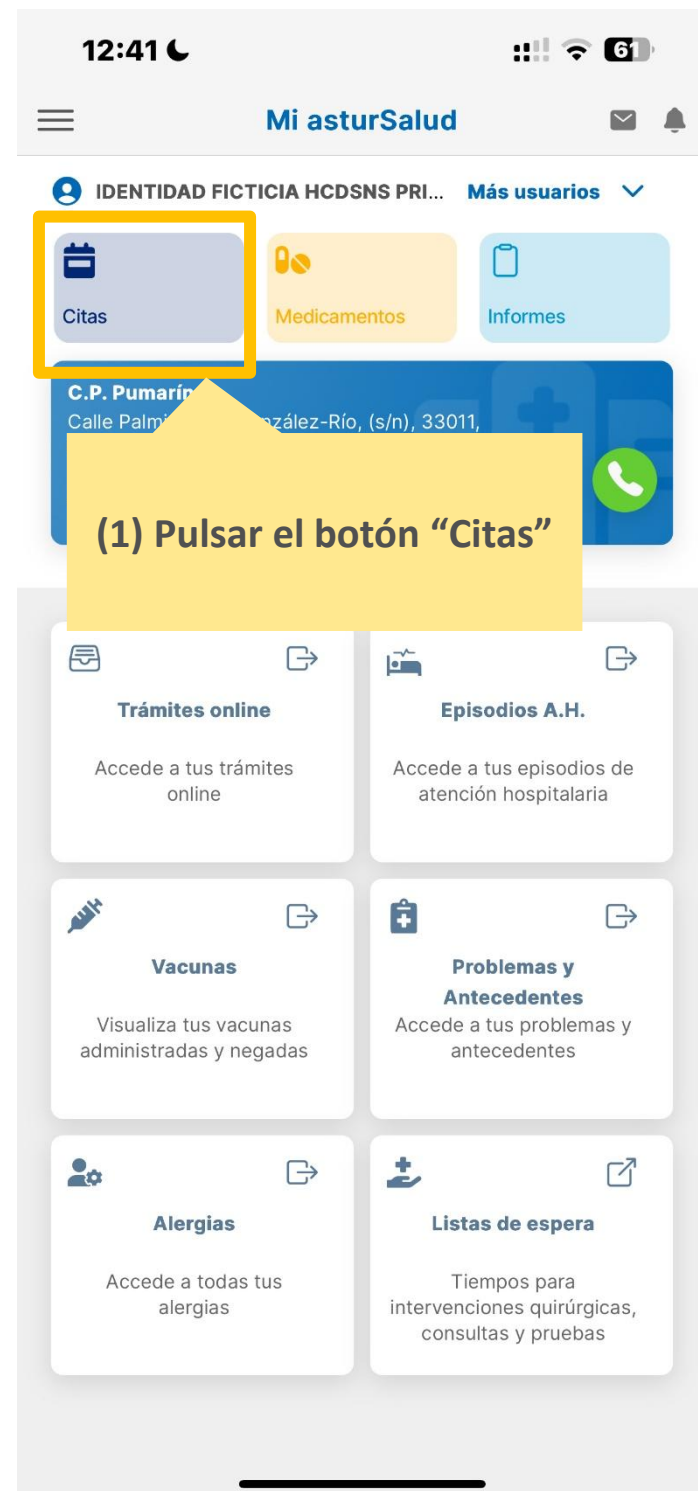 12:41
61
Mi asturSalud
IDENTIDAD FICTICIA HCDSNS PRI... Más usuarios
Citas
Medicamentos
Informes
C.P. Pumarín
Calle
(s/n), 33011,
(1) Pulsar el botón “Citas”
Trámites online
Accede a tus trámites
online
Episodios A.H.
Accede a tus episodios de
atención hospitalaria
Vacunas
Visualiza tus vacunas
administradas y negadas
Problemas y
Antecedentes
Accede a tus problemas y
antecedentes
Alergias
Accede a todas tus
alergias
Listas de espera
Tiempos para
intervenciones quirúrgicas,
consultas y pruebas